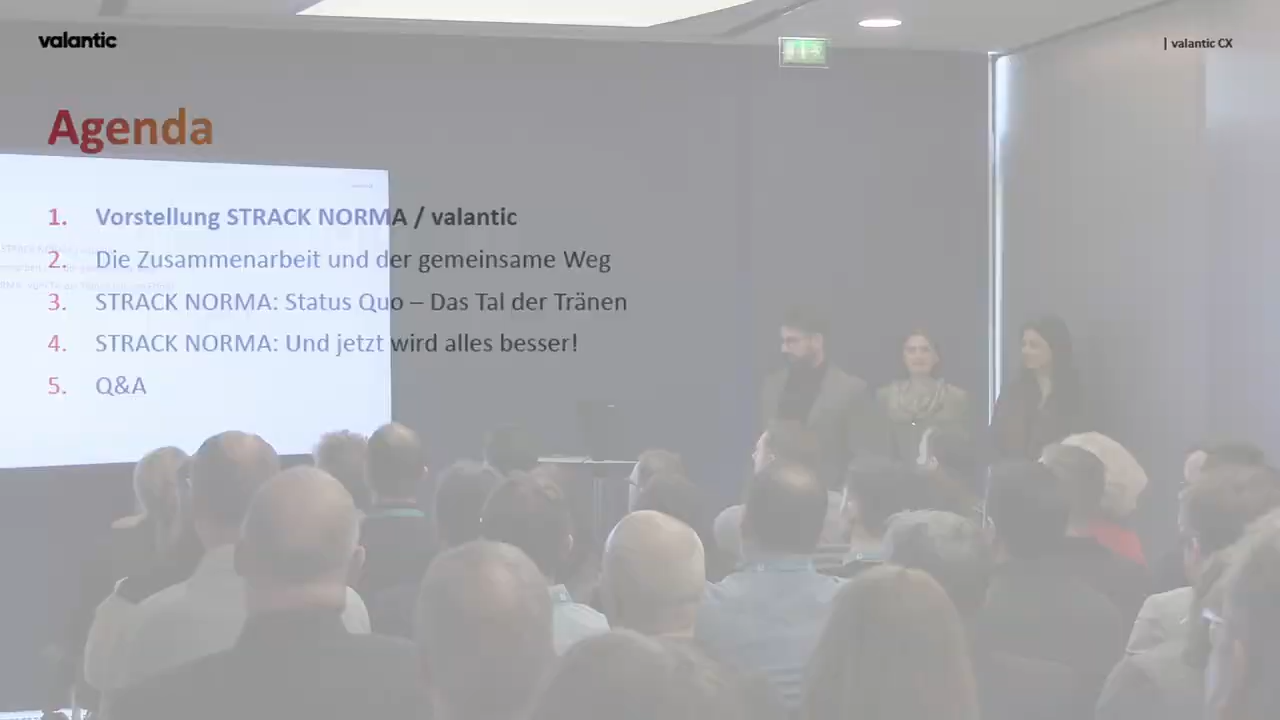 valantic
| valantic CX
Agenda
1. Vorstellung STRACK NORMA / valantic
2. Die Zusammenarbeit und der gemeinsame Weg
3. STRACK NORMA: Status Quo – Das Tal der Tränen
4. STRACK NORMA: Und jetzt wird alles besser!
5. Q&A